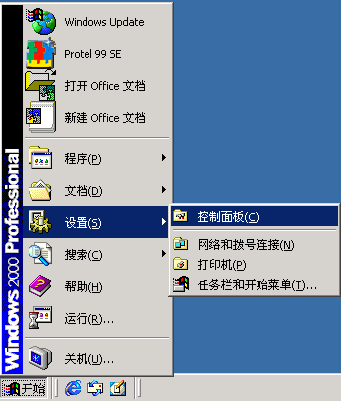 Windows Update
Protel 99 SE
打开 Office 文档
新建 Office 文档
程序(P)
文档(D)
设置(S)
搜索(C)
帮助(H)
运行(R)...
关机(U)...
控制面板(C)
网络和拨号连接(N)
打印机(P)
任务栏和开始菜单(T)...
Windows 2000 Professional
开始